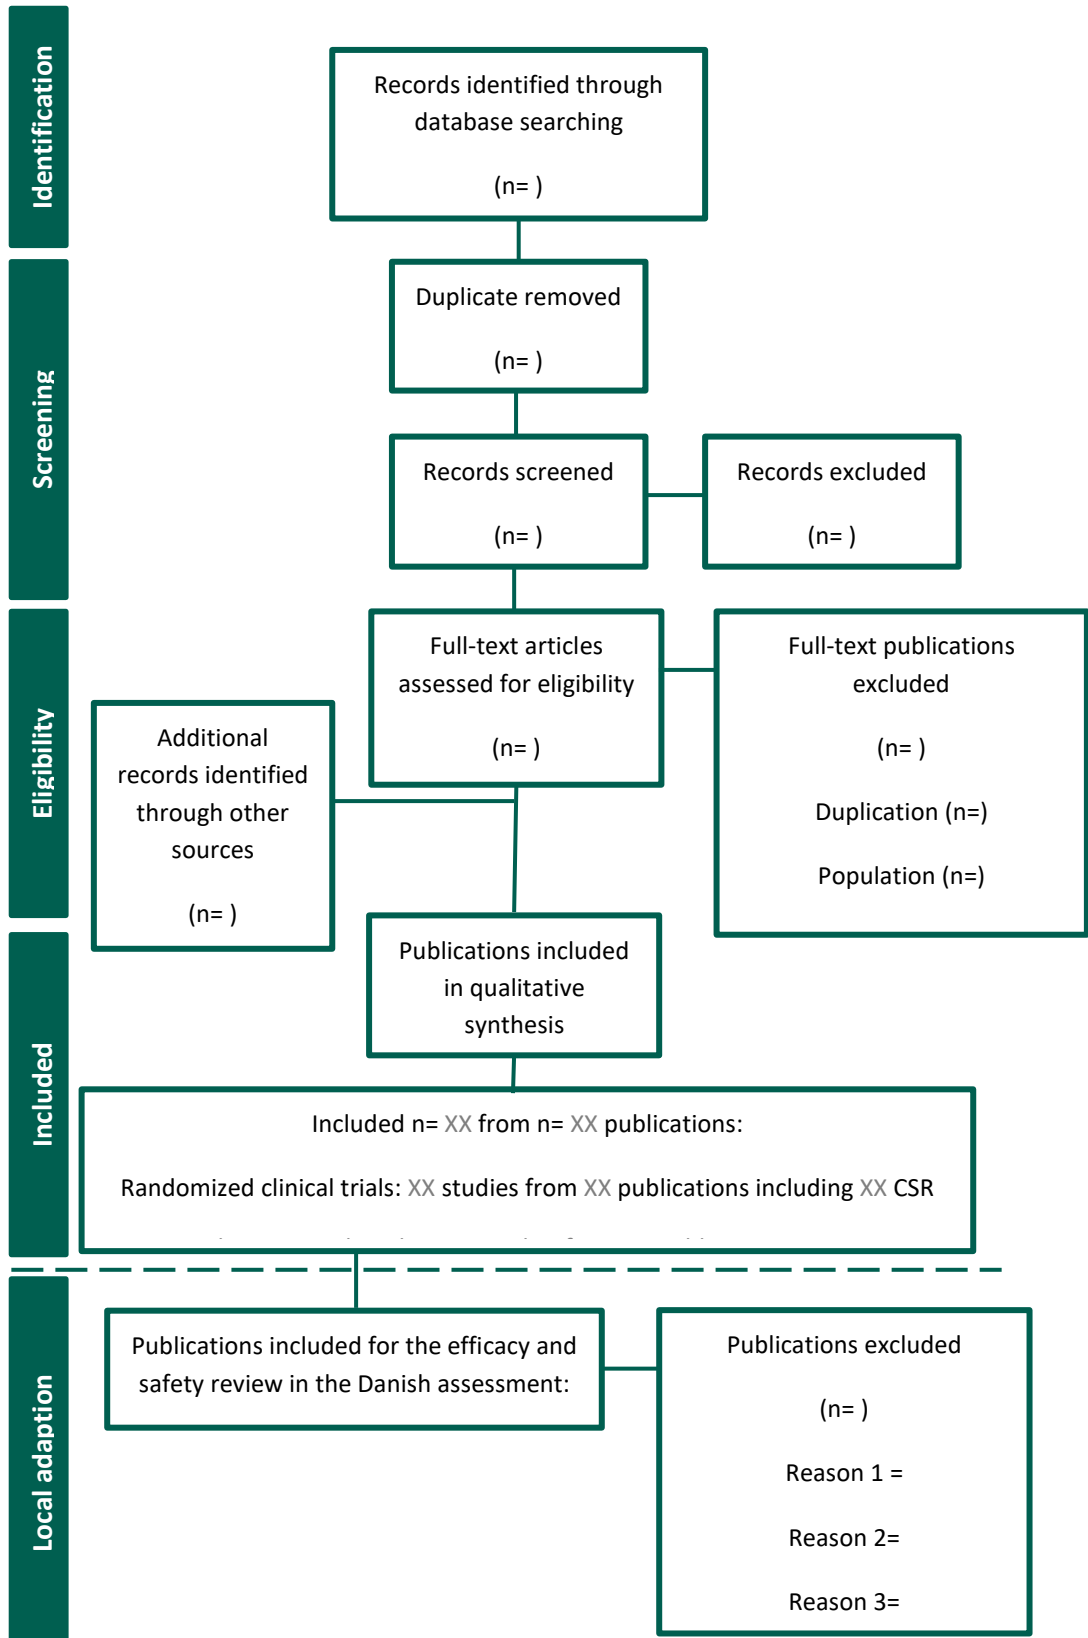 Identification
Records identified through
database searching
(n= )
Screening
Duplicate removed
(n= )
Records screened
(n= )
Records excluded
(n= )
Eligibility
Full-text articles
assessed for eligibility
(n= )
Full-text publications
excluded
(n= )
Duplication (n=)
Population (n=)
Additional
records identified
through other
sources
(n= )
Included
Publications included
in qualitative
synthesis
Included n= XX from n= XX publications:
Randomized clinical trials: XX studies from XX publications including XX CSR
Local adaption
Publications included for the efficacy and
safety review in the Danish assessment:
Publications excluded
(n= )
Reason 1 =
Reason 2=
Reason 3=